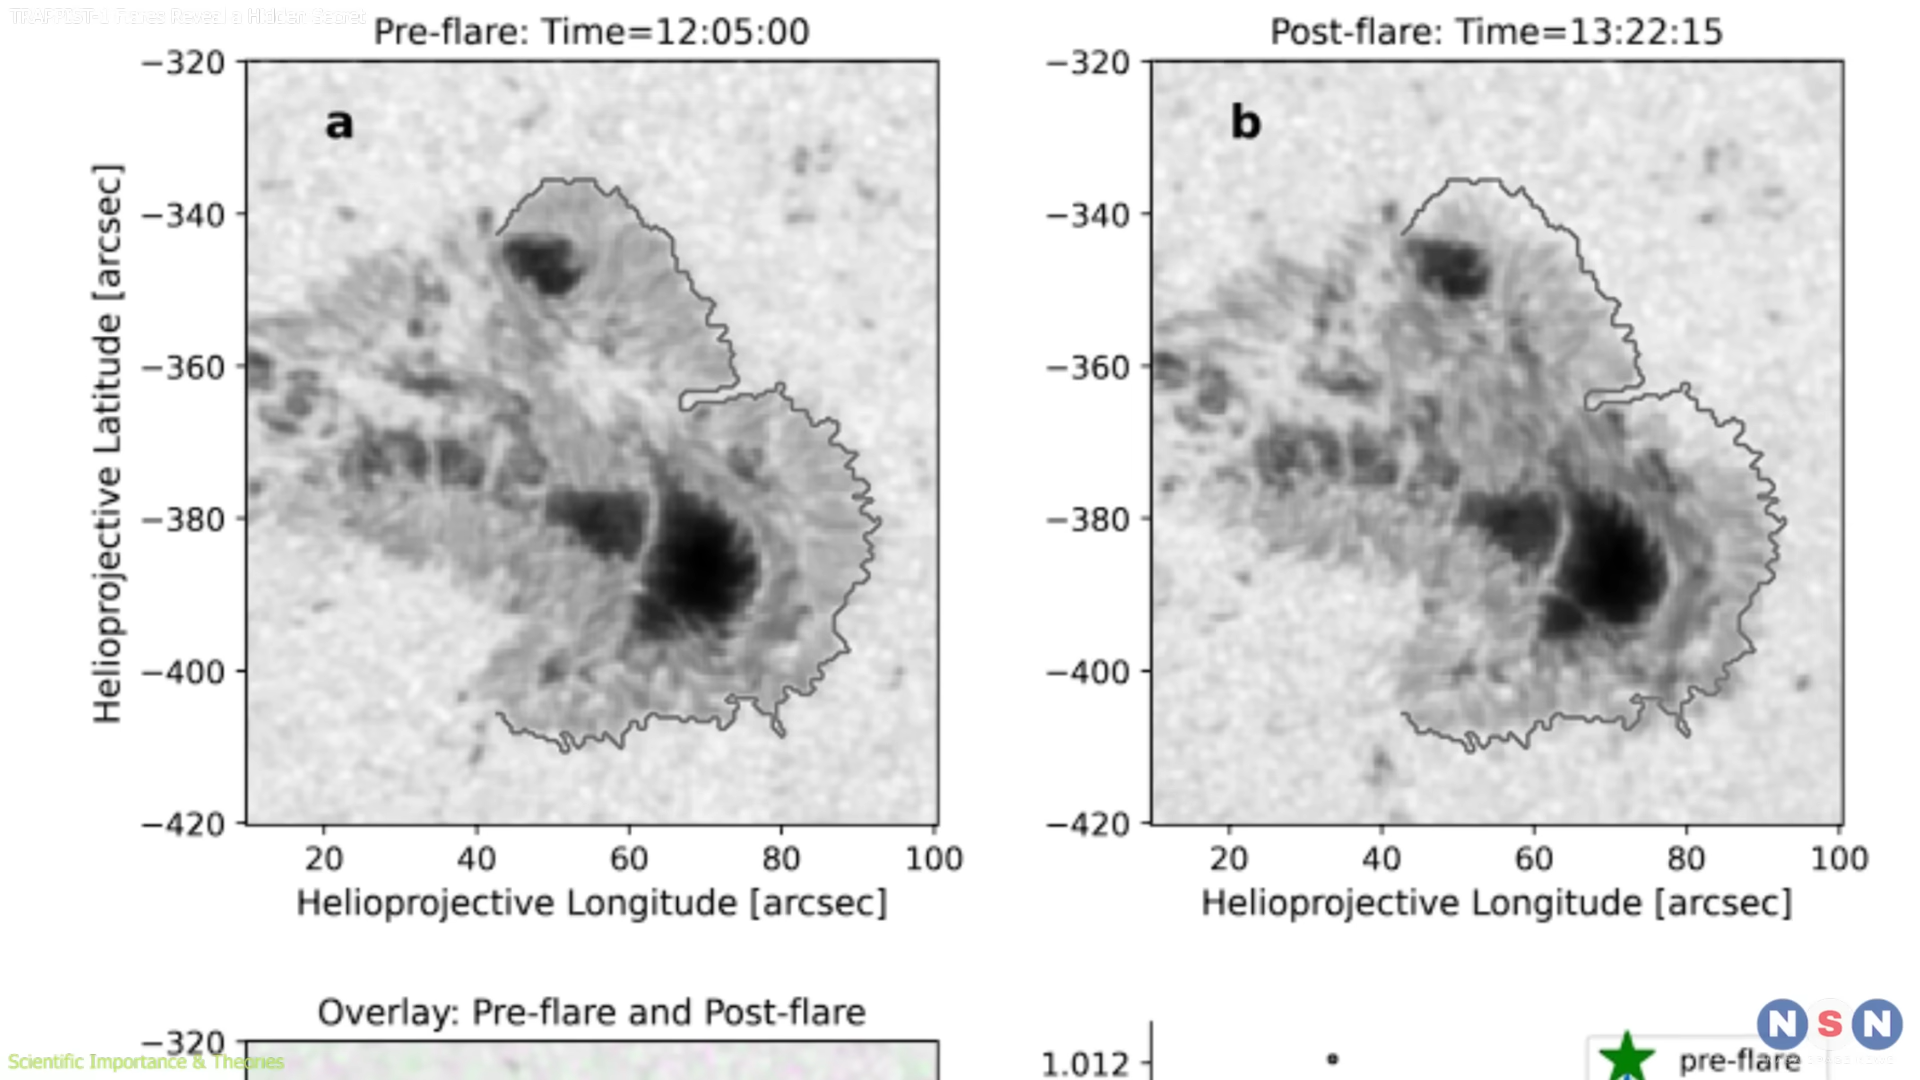 TRAPPIST-1 Flares Reveal a Hidden Secret
Pre-flare: Time=12:05:00
Post-flare: Time=13:22:15
a
b
−320
−340
−360
−380
−400
−420
Helioprojective Latitude [arcsec]
20 40 60 80 100
Helioprojective Longitude [arcsec]
−320
−340
−360
−380
−400
−420
20 40 60 80 100
Helioprojective Longitude [arcsec]
Overlay: Pre-flare and Post-flare
−320
1.012
pre-flare
NSN
Scientific Importance & Theories